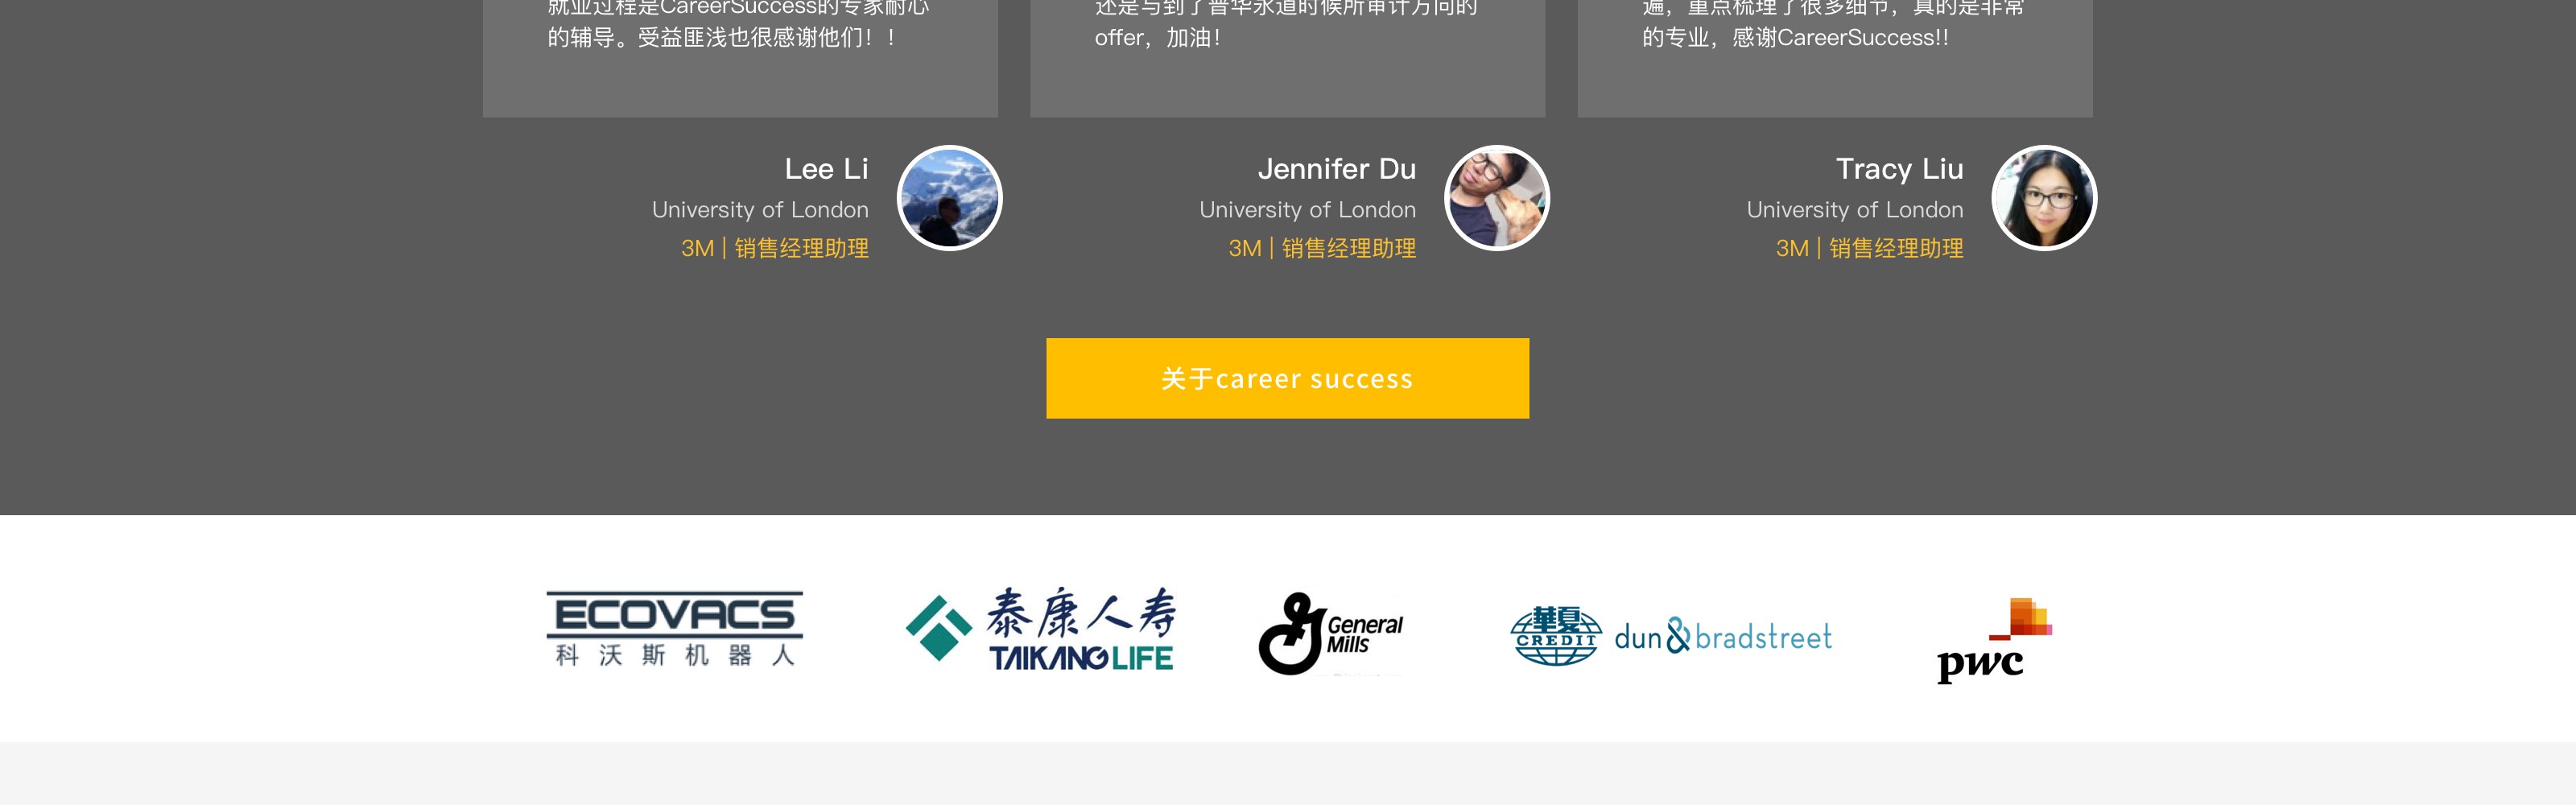 就业过程是CareerSuccess的专家耐心
的辅导。受益匪浅也很感谢他们！！
还是与到了普华永道时候所审计方向的
offer，加油！
遍，重点梳理了很多细节，真的是非常
的专业，感谢CareerSuccess!!
Lee Li
University of London
3M | 销售经理助理
Jennifer Du
University of London
3M | 销售经理助理
Tracy Liu
University of London
3M | 销售经理助理
关于career success
ECOVACS
科沃斯机器人
泰康人寿
TAIKANG LIFE
General
Mills
華夏
CREDIT
dun & bradstreet
pwc